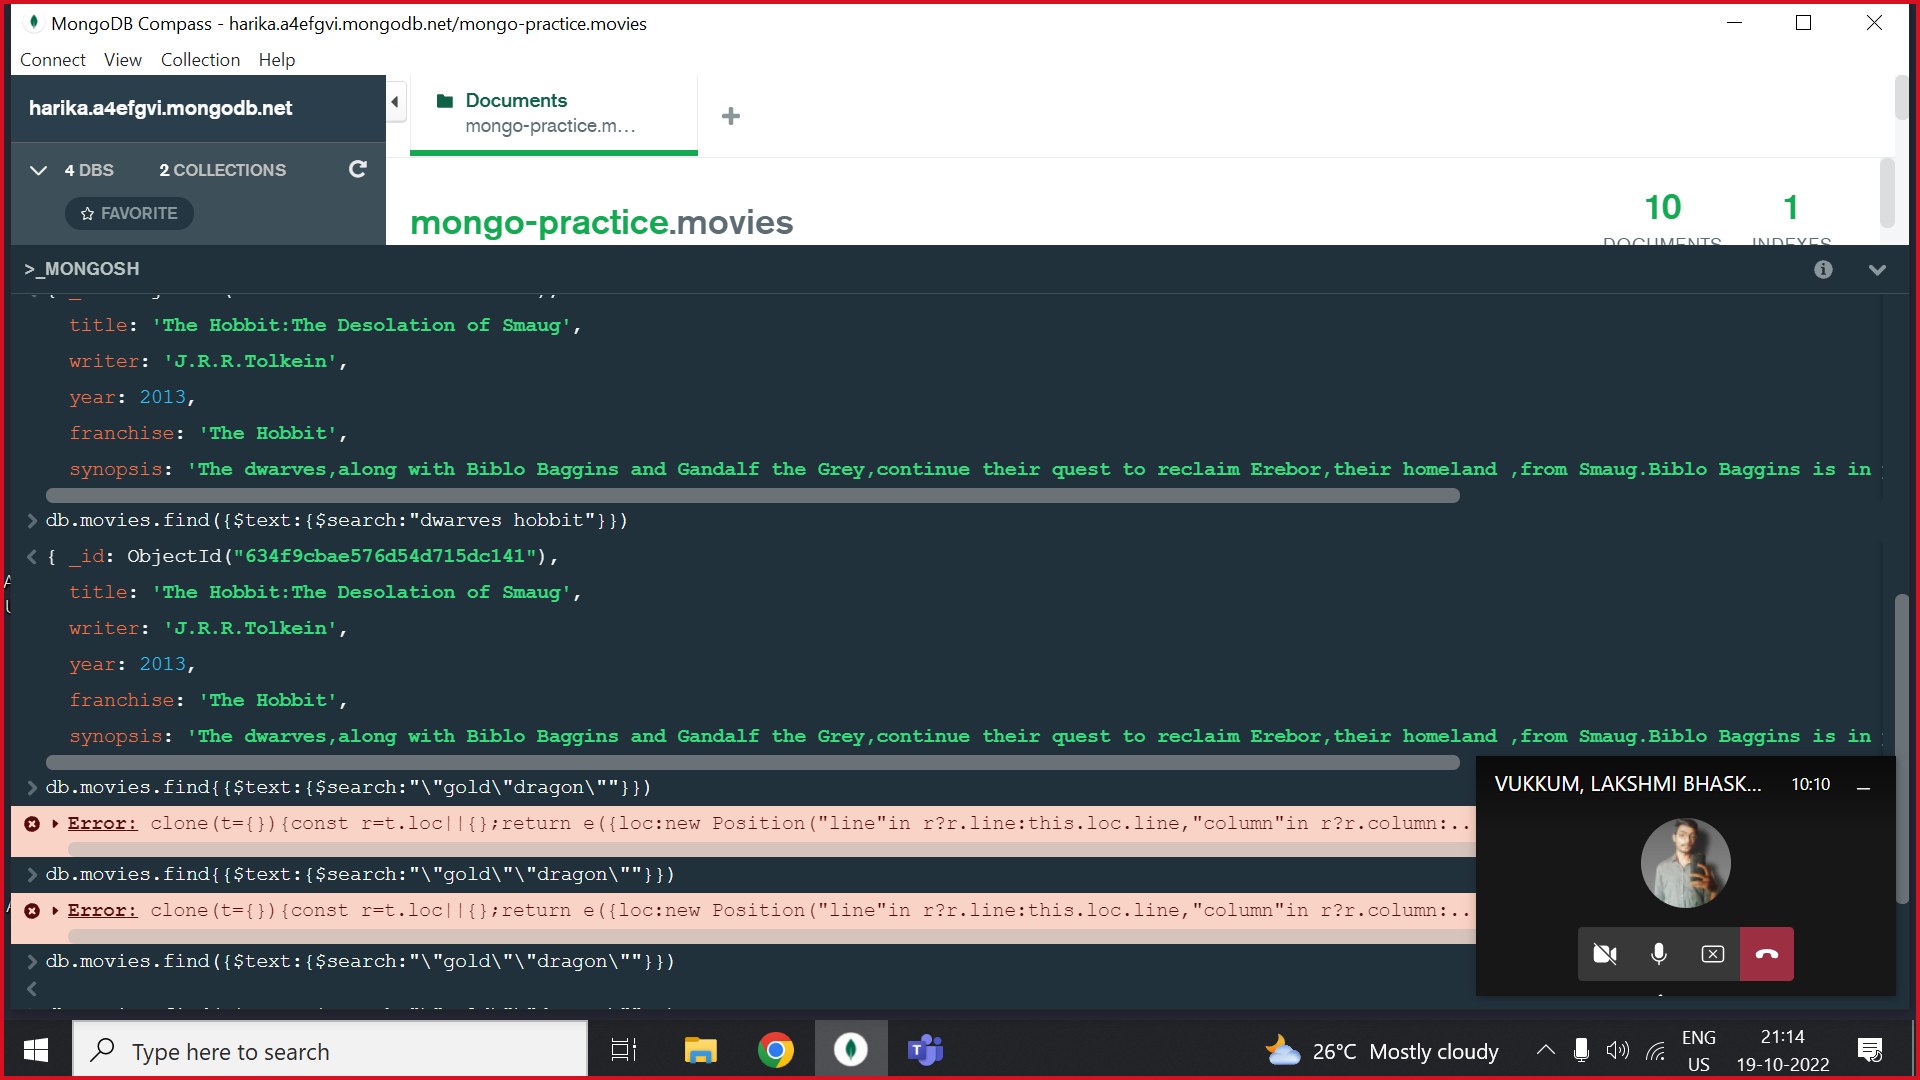 MongoDB Compass - harika.a4efgvi.mongodb.net/mongo-practice.movies
Connect View Collection Help
harika.a4efgvi.mongodb.net
Documents
mongo-practice.m...
4 DBS 2 COLLECTIONS
FAVORITE
mongo-practice.movies
10
DOCUMENTS
1
INDEXES
>_MONGOSH
title: 'The Hobbit:The Desolation of Smaug',
writer: 'J.R.R.Tolkein',
year: 2013,
franchise: 'The Hobbit',
synopsis: 'The dwarves,along with Biblo Baggins and Gandalf the Grey,continue their quest to reclaim Erebor,their homeland ,from Smaug.Biblo Baggins is in
db.movies.find({$text:{$search:"dwarves hobbit"}})
{ _id: ObjectId("634f9cbae576d54d715dc141"),
title: 'The Hobbit:The Desolation of Smaug',
writer: 'J.R.R.Tolkein',
year: 2013,
franchise: 'The Hobbit',
synopsis: 'The dwarves,along with Biblo Baggins and Gandalf the Grey,continue their quest to reclaim Erebor,their homeland ,from Smaug.Biblo Baggins is in
db.movies.find{{$text:{$search:"\"gold\"dragon\""}})
Error: clone(t={}){const r=t.loc||{};return e({loc:new Position("line"in r?r.line:this.loc.line,"column"in r?r.column:...
db.movies.find{{$text:{$search:"\"gold\"\"dragon\""}})
Error: clone(t={}){const r=t.loc||{};return e({loc:new Position("line"in r?r.line:this.loc.line,"column"in r?r.column:...
db.movies.find({$text:{$search:"\"gold\"\"dragon\""}})
VUKKUM, LAKSHMI BHASK... 10:10
Type here to search
26°C Mostly cloudy
ENG
US
21:14
19-10-2022